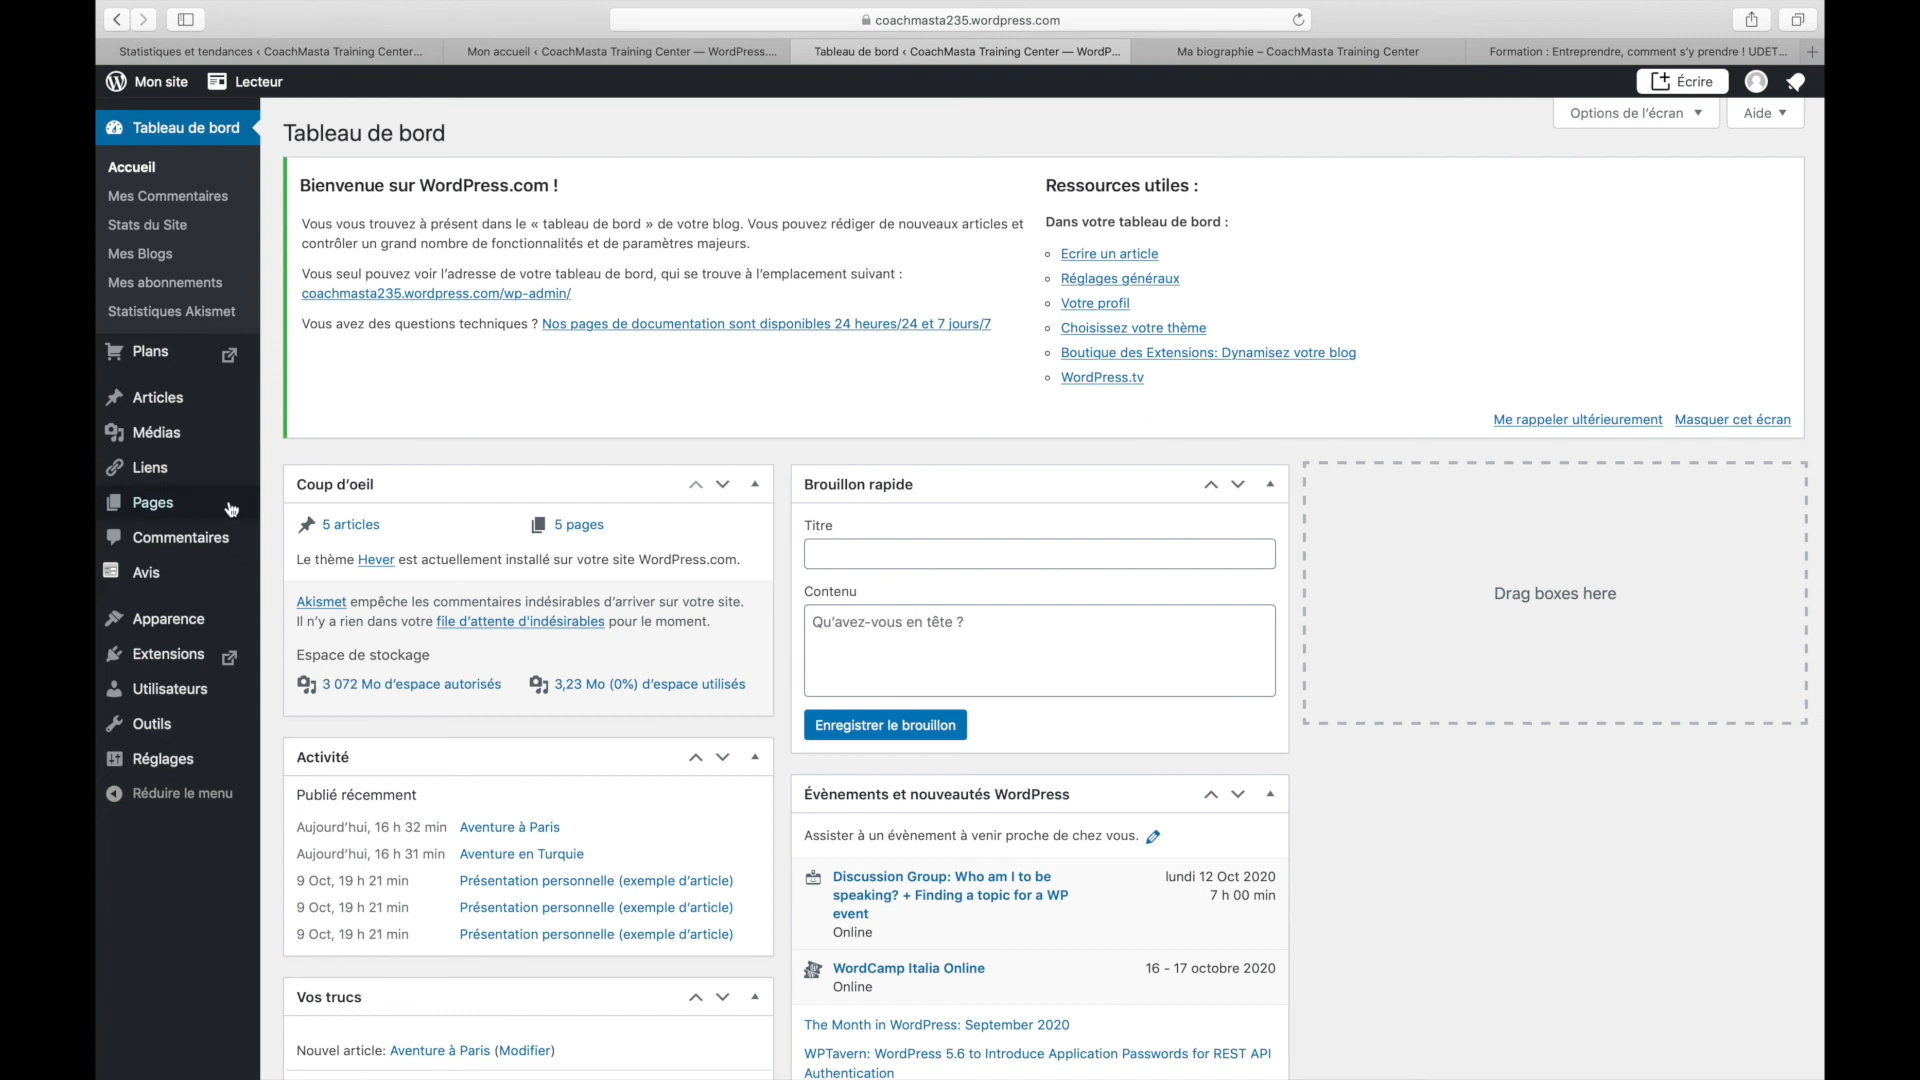 coachmasta235.wordpress.com
Statistiques et tendances ‹ CoachMasta Training Center...
Mon accueil ‹ CoachMasta Training Center — WordPress....
Tableau de bord ‹ CoachMasta Training Center — WordP...
Ma biographie – CoachMasta Training Center
Formation : Entreprendre, comment s’y prendre ! UDET...
Mon site
Lecteur
Écrire
Tableau de bord
Accueil
Mes Commentaires
Stats du Site
Mes Blogs
Mes abonnements
Statistiques Akismet
Plans
Articles
Médias
Liens
Pages
Commentaires
Avis
Apparence
Extensions
Utilisateurs
Outils
Réglages
Réduire le menu
Options de l’écran
Aide
Tableau de bord
Bienvenue sur WordPress.com !
Vous vous trouvez à présent dans le « tableau de bord » de votre blog. Vous pouvez rédiger de nouveaux articles et
contrôler un grand nombre de fonctionnalités et de paramètres majeurs.
Vous seul pouvez voir l’adresse de votre tableau de bord, qui se trouve à l’emplacement suivant :
coachmasta235.wordpress.com/wp-admin/
Vous avez des questions techniques ? Nos pages de documentation sont disponibles 24 heures/24 et 7 jours/7
Ressources utiles :
Dans votre tableau de bord :
Ecrire un article
Réglages généraux
Votre profil
Choisissez votre thème
Boutique des Extensions: Dynamisez votre blog
WordPress.tv
Me rappeler ultérieurement Masquer cet écran
Coup d’oeil
5 articles
5 pages
Le thème Hever est actuellement installé sur votre site WordPress.com.
Akismet empêche les commentaires indésirables d’arriver sur votre site.
Il n’y a rien dans votre file d’attente d’indésirables pour le moment.
Espace de stockage
3 072 Mo d’espace autorisés
3,23 Mo (0%) d’espace utilisés
Activité
Publié récemment
Aujourd’hui, 16 h 32 min Aventure à Paris
Aujourd’hui, 16 h 31 min Aventure en Turquie
9 Oct, 19 h 21 min Présentation personnelle (exemple d’article)
9 Oct, 19 h 21 min Présentation personnelle (exemple d’article)
9 Oct, 19 h 21 min Présentation personnelle (exemple d’article)
Vos trucs
Nouvel article: Aventure à Paris (Modifier)
Brouillon rapide
Titre
Contenu
Qu’avez-vous en tête ?
Enregistrer le brouillon
Évènements et nouveautés WordPress
Assister à un évènement à venir proche de chez vous.
Discussion Group: Who am I to be
speaking? + Finding a topic for a WP
event
Online
lundi 12 Oct 2020
7 h 00 min
WordCamp Italia Online
Online
16 - 17 octobre 2020
The Month in WordPress: September 2020
WPTavern: WordPress 5.6 to Introduce Application Passwords for REST API
Authentication
Drag boxes here